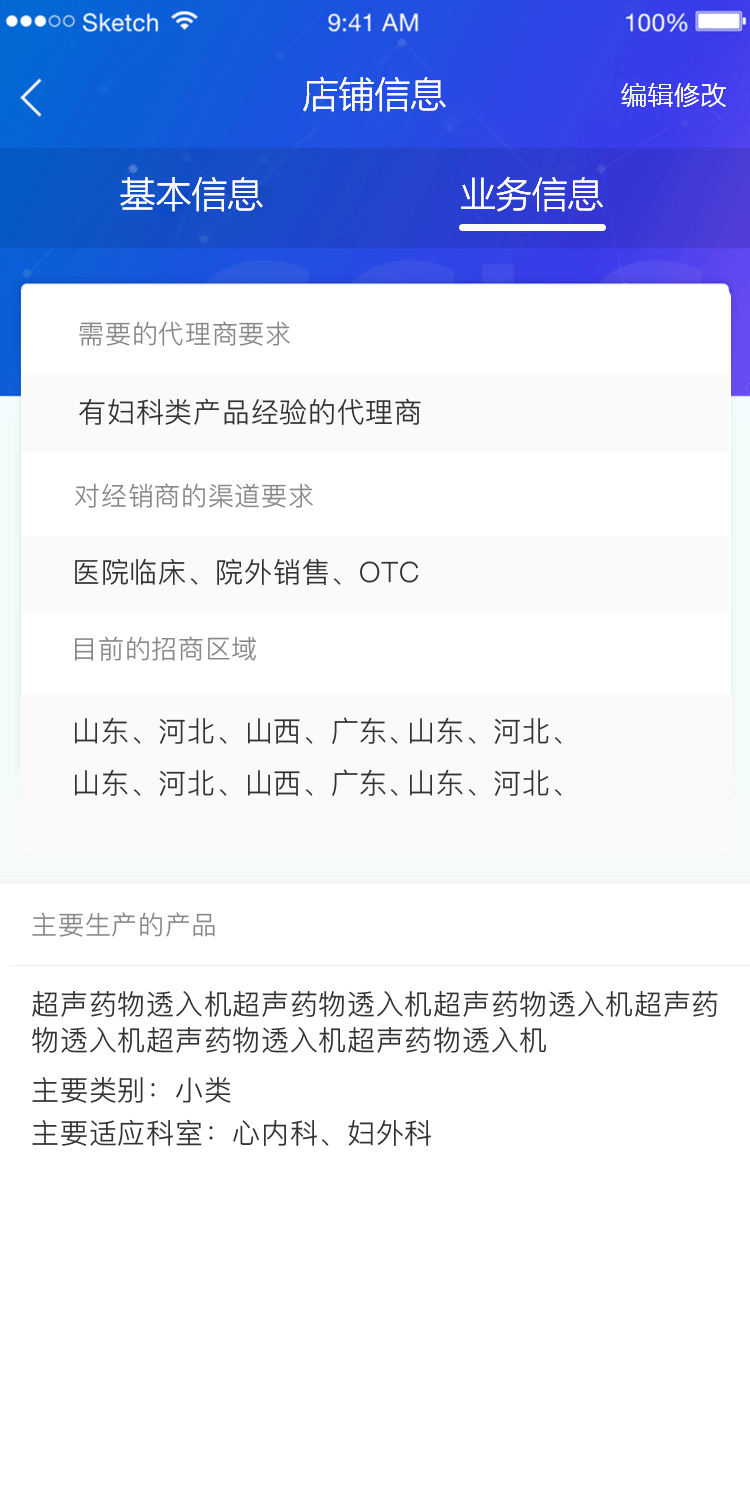 Sketch 9:41 AM 100%
店铺信息 编辑修改
基本信息 业务信息
需要的代理商要求
有妇科类产品经验的代理商
对经销商的渠道要求
医院临床、院外销售、OTC
目前的招商区域
山东、河北、山西、广东、山东、河北、
山东、河北、山西、广东、山东、河北、
主要生产的产品
超声药物透入机超声药物透入机超声药物透入机超声药
物透入机超声药物透入机超声药物透入机
主要类别：小类
主要适应科室：心内科、妇外科